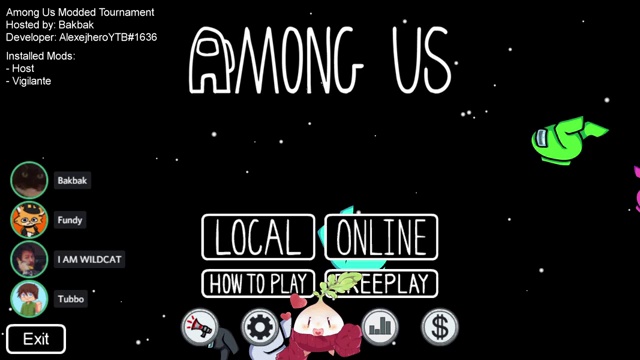 Among Us Modded Tournament
Hosted by: Bakbak
Developer: AlexejheroYTB#1636
Installed Mods:
- Host
- Vigilante
AMONG US
Bakbak
Fundy
I AM WILDCAT
Tubbo
LOCAL
ONLINE
HOW TO PLAY
FREEPLAY
$
Exit